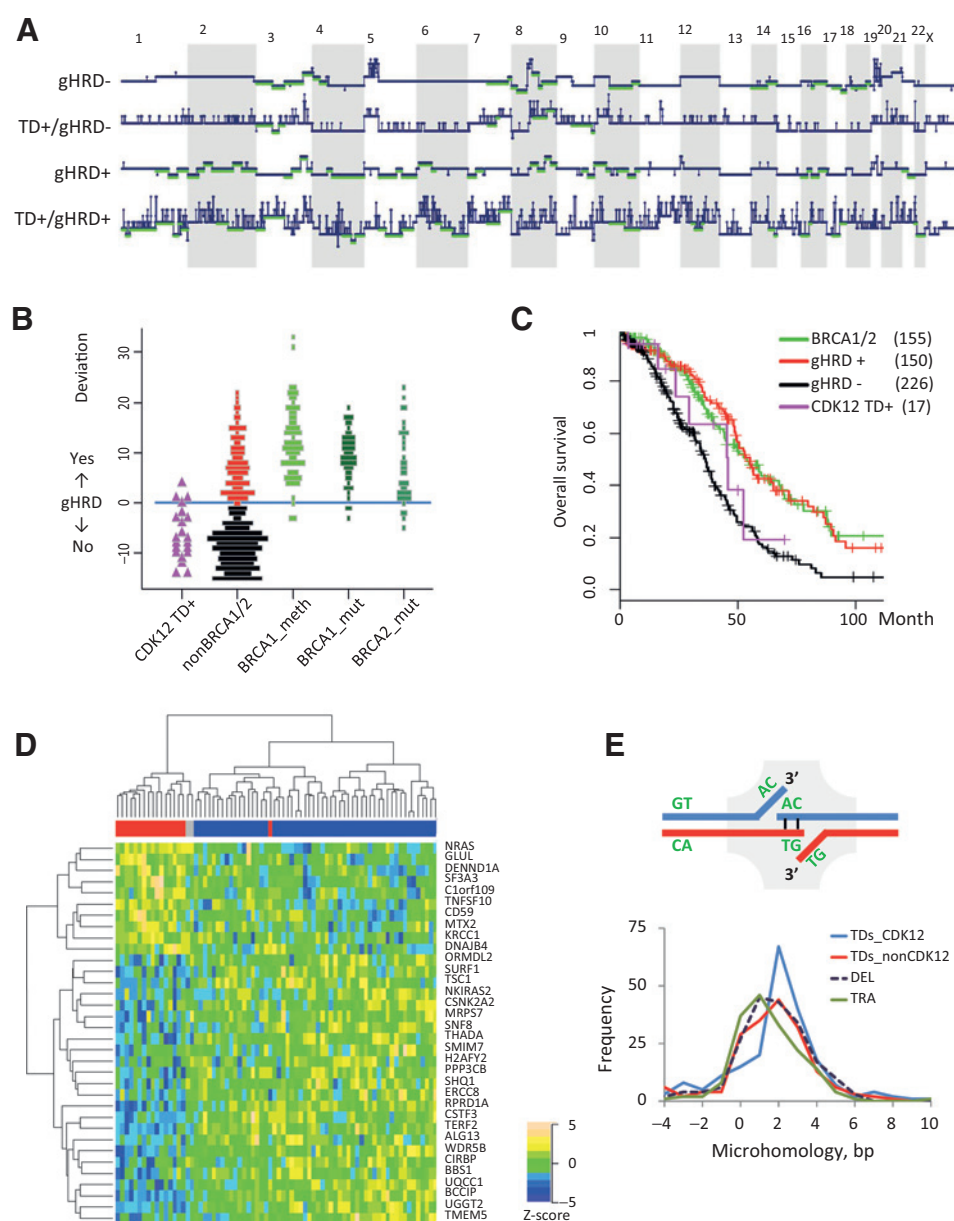 A
1 2 3 4 5 6 7 8 9 10 11 12 13 14 15 16 17 18 19 20 21 22 X
gHRD-
TD+/gHRD-
gHRD+
TD+/gHRD+
B
Deviation
Yes
↑
gHRD
↓
No
30
20
10
0
−10
CDK12 TD+
nonBRCA1/2
BRCA1_meth
BRCA1_mut
BRCA2_mut
C
Overall survival
1
0.8
0.6
0.4
0.2
0.0
BRCA1/2 (155)
gHRD + (150)
gHRD - (226)
CDK12 TD+ (17)
0 50 100 Month
D
NRAS
GLUL
DENND1A
SF3A3
C1orf109
TNFSF10
CD59
MTX2
KRCC1
DNAJB4
ORMDL2
SURF1
TSC1
NKIRAS2
CSNK2A2
MRPS7
SNF8
THADA
SMIM7
H2AFY2
PPP3CB
SHQ1
ERCC8
RPRD1A
CSTF3
TERF2
ALG13
WDR5B
CIRBP
BBS1
UQCC1
BCCIP
UGGT2
TMEM5
5
0
−5
Z-score
E
3’
AC
GT AC
CA TG
TG
3’
Frequency
75
50
25
0
TDs_CDK12
TDs_nonCDK12
DEL
TRA
−4 −2 0 2 4 6 8 10
Microhomology, bp